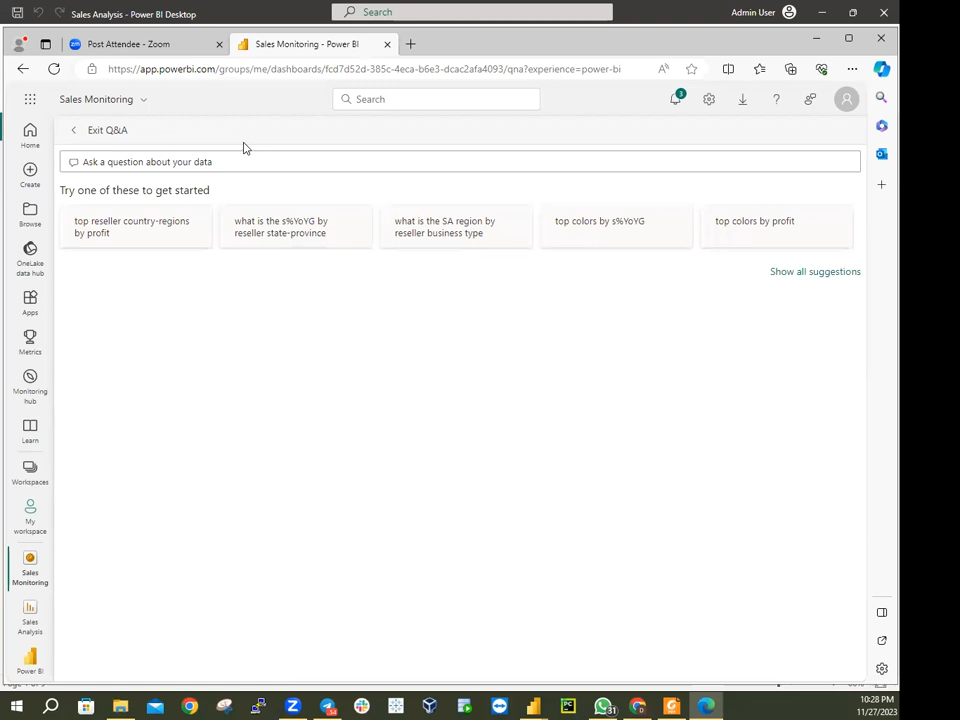 Sales Analysis - Power BI Desktop
Search
Admin User
Post Attendee - Zoom
Sales Monitoring - Power BI
https://app.powerbi.com/groups/me/dashboards/fcd7d52d-385c-4eca-b6e3-dcac2afa4093/qna?experience=power-bi
Sales Monitoring
Search
3
Exit Q&A
Ask a question about your data
Try one of these to get started
top reseller country-regions
by profit
what is the s%YoYG by
reseller state-province
what is the SA region by
reseller business type
top colors by s%YoYG
top colors by profit
Show all suggestions
Home
Create
Browse
OneLake
data hub
Apps
Metrics
Monitoring
hub
Learn
Workspaces
My
workspace
Sales
Monitoring
Sales
Analysis
Power BI
10:28 PM
11/27/2023